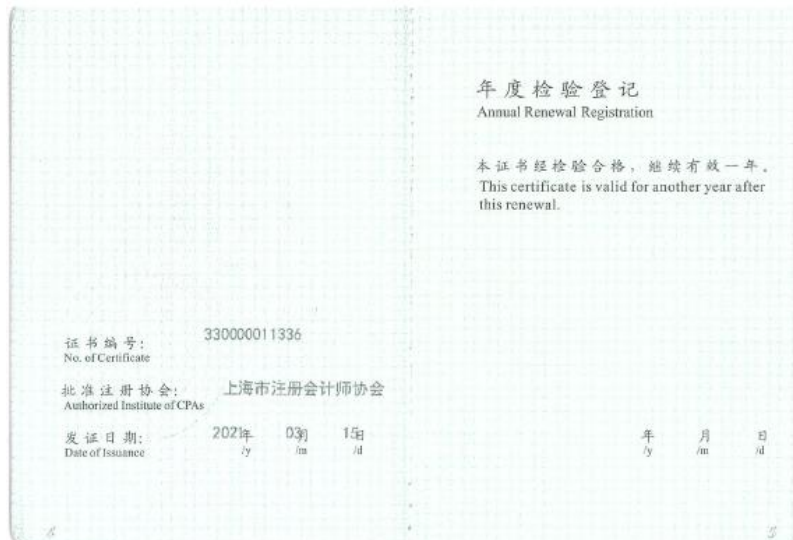 证书编号: 330000011336
No. of Certificate
批准注册协会: 上海市注册会计师协会
Authorized Institute of CPAs
发证日期: 2021年 03月 15日
Date of Issuance /y /m /d
年度检验登记
Annual Renewal Registration
本证书经检验合格，继续有效一年。
This certificate is valid for another year after
this renewal.
年 月 日
/y /m /d
5